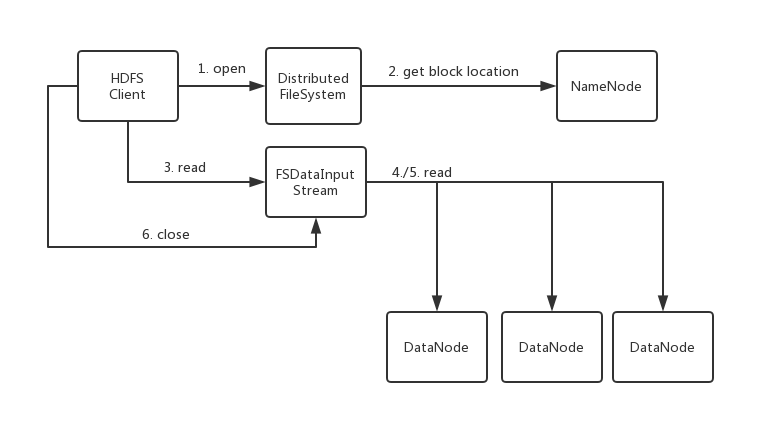 HDFS
Client
1. open
Distributed
FileSystem
2. get block location
NameNode
3. read
FSDataInput
Stream
4./5. read
6. close
DataNode
DataNode
DataNode